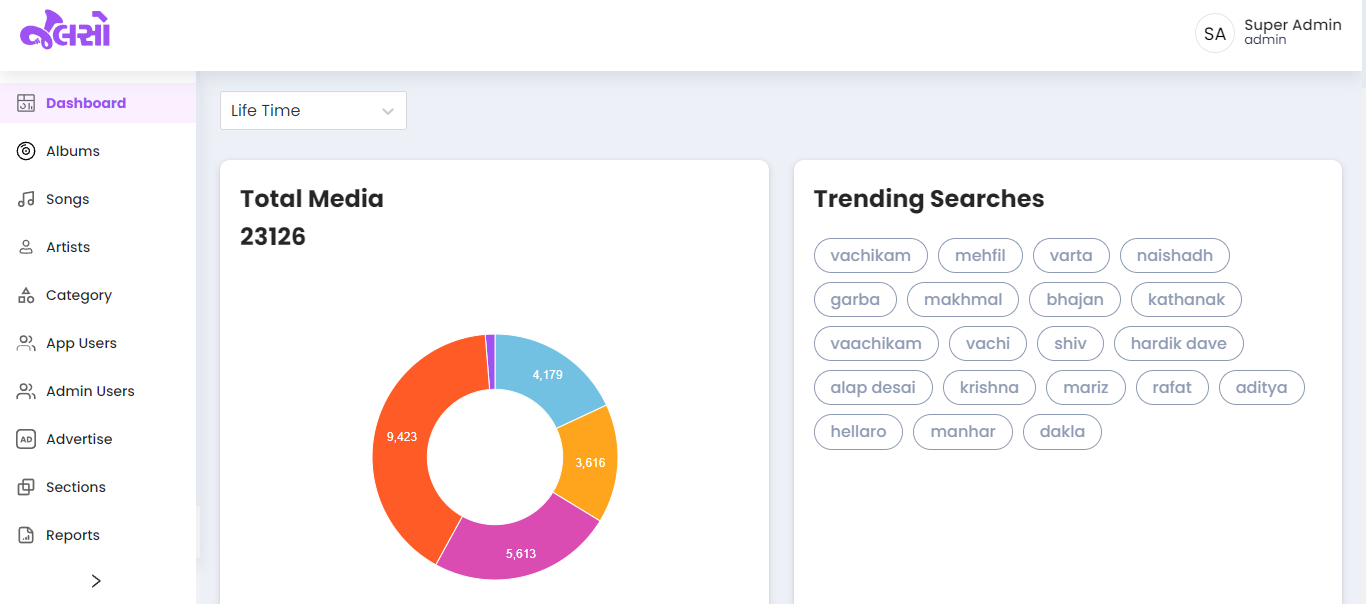 જલસો
SA
Super Admin
admin
Dashboard
Albums
Songs
Artists
Category
App Users
Admin Users
AD
Advertise
Sections
Reports
Life Time
Total Media
23126
4,179
3,616
5,613
9,423
Trending Searches
vachikam mehfil varta naishadh
garba makhmal bhajan kathanak
vaachikam vachi shiv hardik dave
alap desai krishna mariz rafat aditya
hellaro manhar dakla